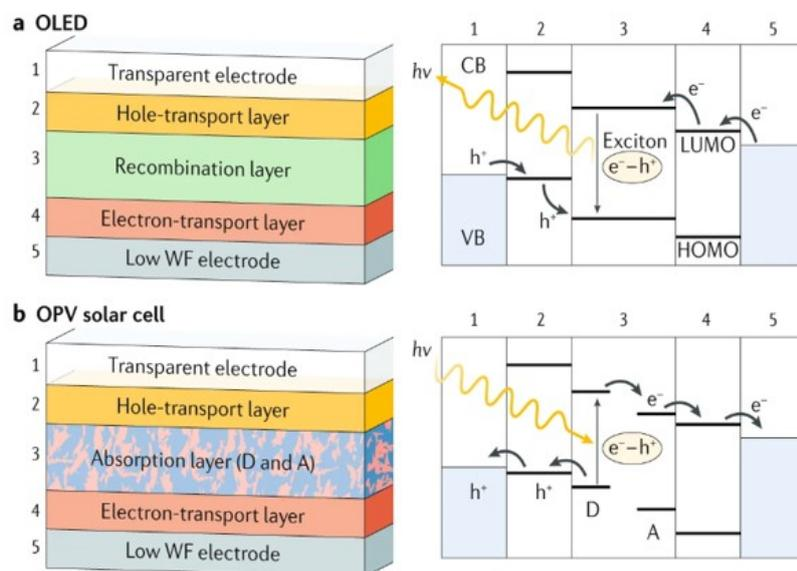 a OLED
1 Transparent electrode
2 Hole-transport layer
3 Recombination layer
4 Electron-transport layer
5 Low WF electrode
1 2 3 4 5
CB
hν
e⁻
e⁻
Exciton
LUMO
h⁺
e⁻–h⁺
h⁺
VB
HOMO
b OPV solar cell
1 Transparent electrode
2 Hole-transport layer
3 Absorption layer (D and A)
4 Electron-transport layer
5 Low WF electrode
1 2 3 4 5
hν
e⁻
e⁻
e⁻–h⁺
h⁺
h⁺
D
A